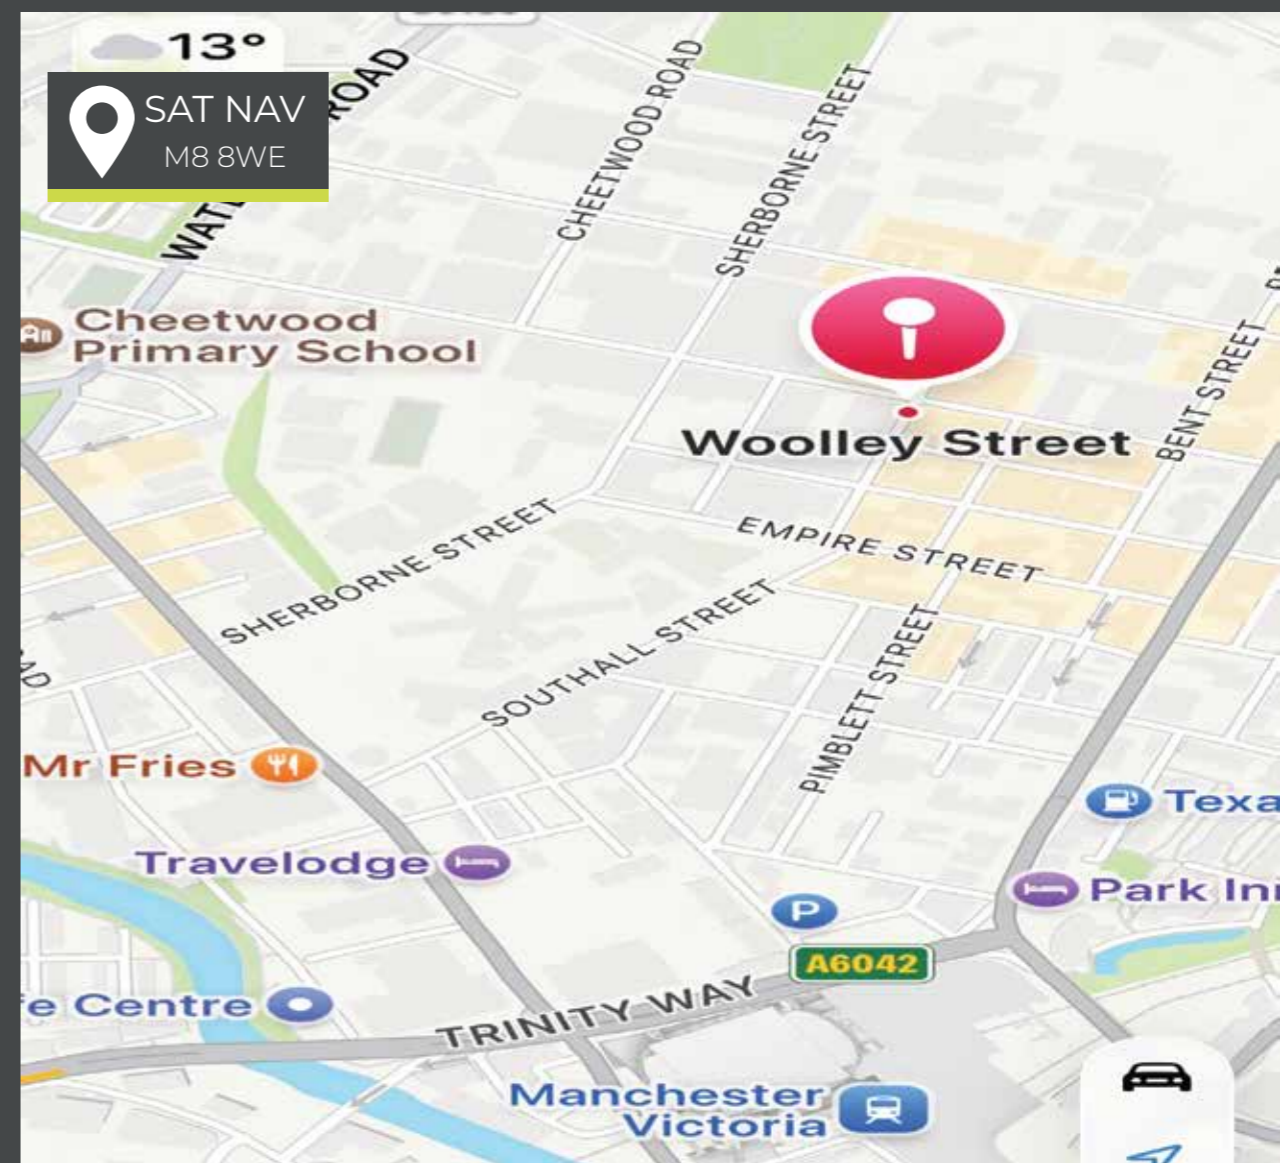 13°
SAT NAV
M8 8WE
ROAD
CHEETWOOD ROAD
SHERBORNE STREET
Cheetwood
Primary School
BENT STREET
Woolley Street
EMPIRE STREET
SHERBORNE STREET
SOUTHALL STREET
PIMBLETT STREET
Mr Fries
Texa
Travelodge
Park Inn
P
A6042
e Centre
TRINITY WAY
Manchester
Victoria